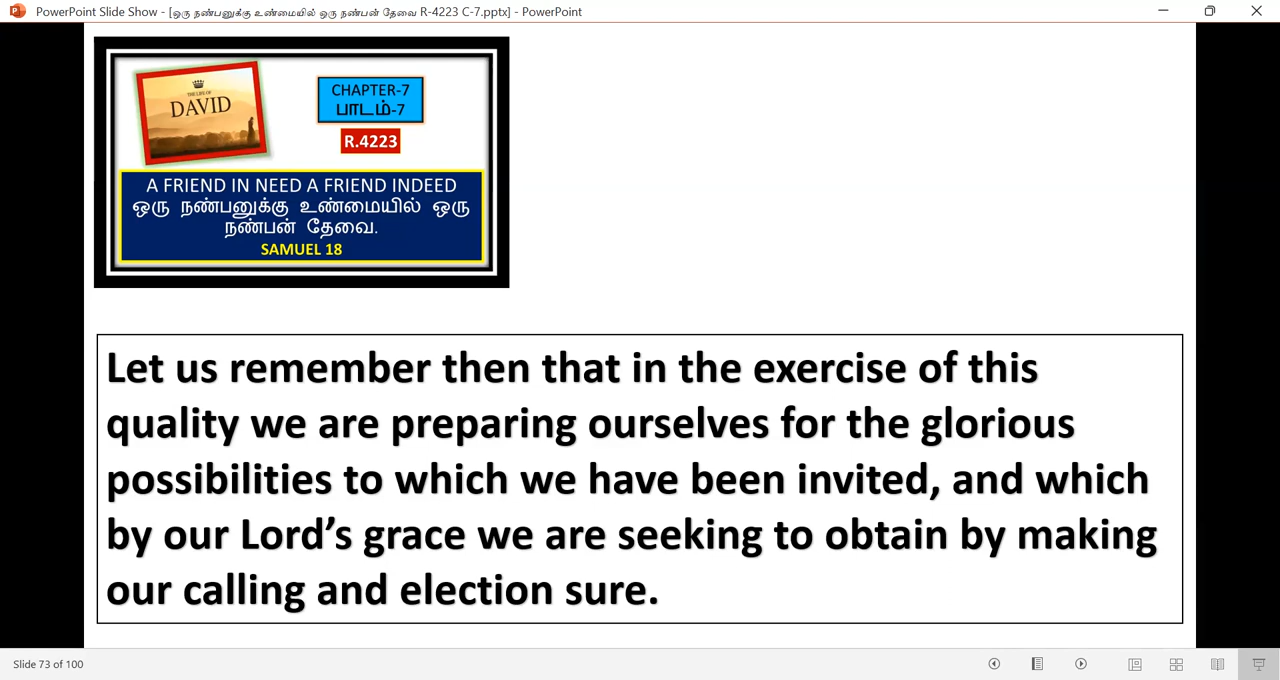 PowerPoint Slide Show - [ஒரு நண்பனுக்கு உண்மையில் ஒரு நண்பன் தேவை R-4223 C-7.pptx] - PowerPoint
THE LIFE OF
DAVID
CHAPTER-7
பாடம்-7
R.4223
A FRIEND IN NEED A FRIEND INDEED
ஒரு நண்பனுக்கு உண்மையில் ஒரு
நண்பன் தேவை.
SAMUEL 18
Let us remember then that in the exercise of this
quality we are preparing ourselves for the glorious
possibilities to which we have been invited, and which
by our Lord’s grace we are seeking to obtain by making
our calling and election sure.
Slide 73 of 100